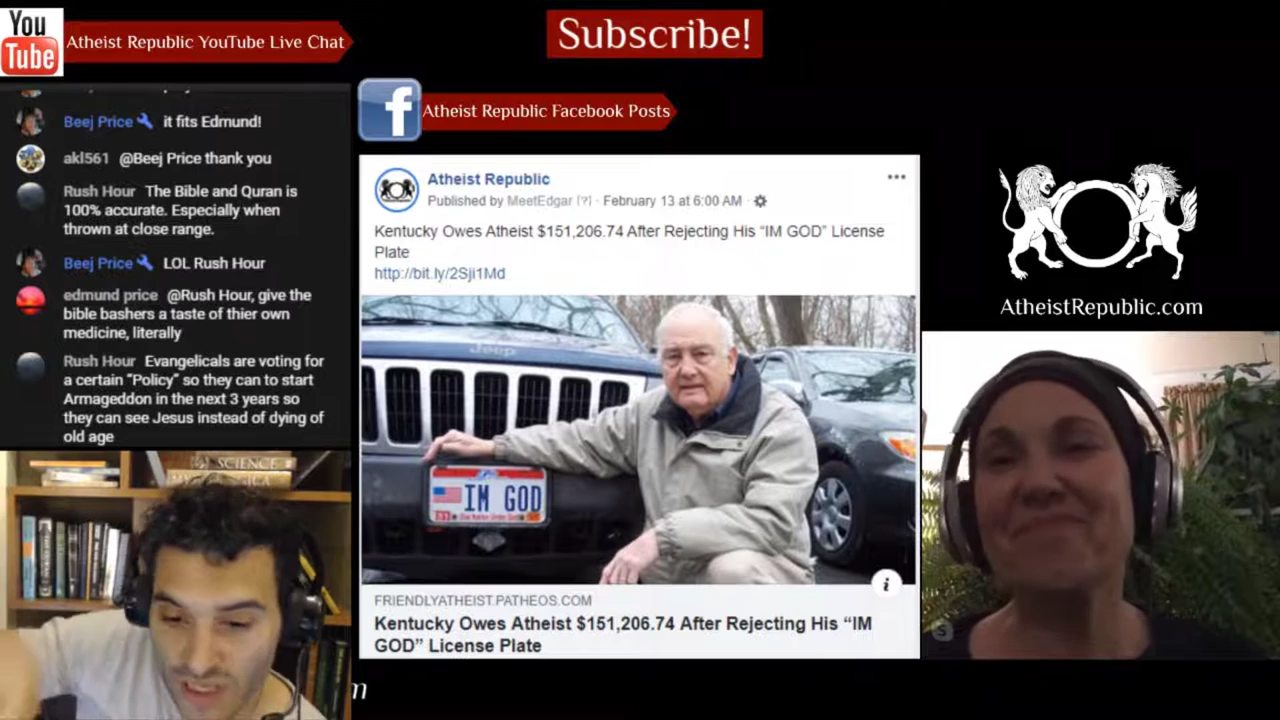 You
Tube
Atheist Republic YouTube Live Chat
Subscribe!
Beej Price it fits Edmund!
akl561 @Beej Price thank you
Rush Hour The Bible and Quran is
100% accurate. Especially when
thrown at close range.
Beej Price LOL Rush Hour
edmund price @Rush Hour, give the
bible bashers a taste of thier own
medicine, literally
Rush Hour Evangelicals are voting for
a certain "Policy" so they can to start
Armageddon in the next 3 years so
they can see Jesus instead of dying of
old age
f
Atheist Republic Facebook Posts
Atheist Republic
Published by MeetEdgar [?] · February 13 at 6:00 AM ·
Kentucky Owes Atheist $151,206.74 After Rejecting His “IM GOD” License
Plate
http://bit.ly/2Sji1Md
Jeep
IM GOD
i
FRIENDLYATHEIST.PATHEOS.COM
Kentucky Owes Atheist $151,206.74 After Rejecting His “IM
GOD” License Plate
AtheistRepublic.com
S
SCIENCE
m